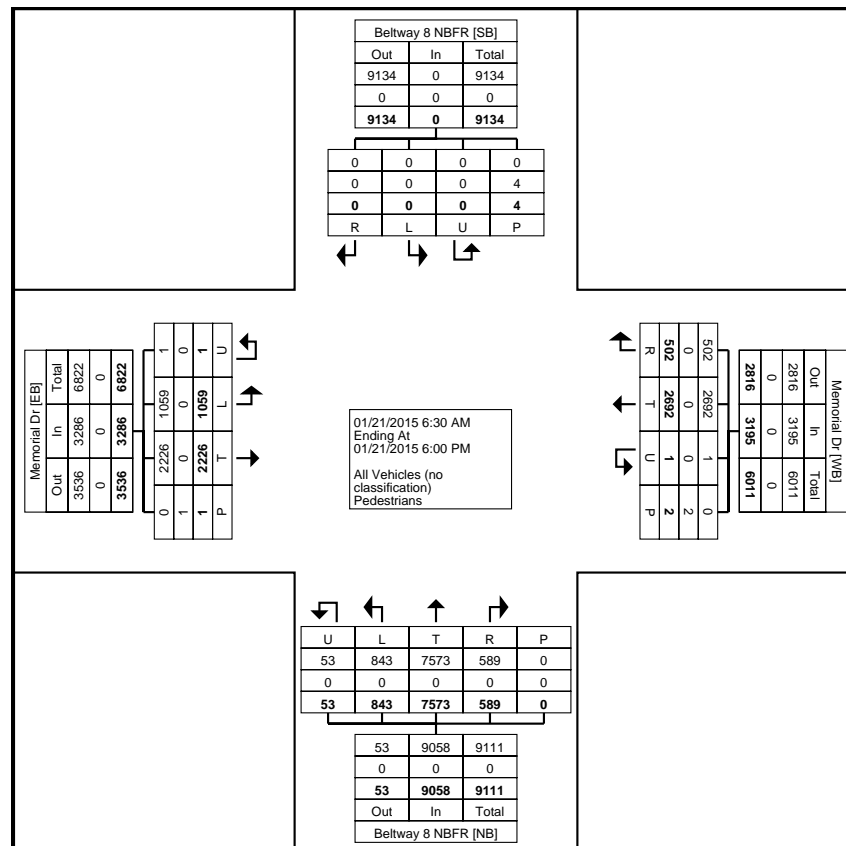 Beltway 8 NBFR [SB]
Out In Total
9134 0 9134
0 0 0
9134 0 9134
0 0 0 0
0 0 0 4
0 0 0 4
R L U P
Memorial Dr [EB]
Total In Out
6822 3286 3536
0 0 0
6822 3286 3536
1 1059 2226 0
0 0 0 1
1 1059 2226 1
U L T P
01/21/2015 6:30 AM
Ending At
01/21/2015 6:00 PM
All Vehicles (no
classification)
Pedestrians
R T U P
502 2692 1 2
0 0 0 2
502 2692 1 0
2816 3195 6011
0 0 0
2816 3195 6011
Out In Total
Memorial Dr [WB]
U L T R P
53 843 7573 589 0
0 0 0 0 0
53 843 7573 589 0
53 9058 9111
0 0 0
53 9058 9111
Out In Total
Beltway 8 NBFR [NB]